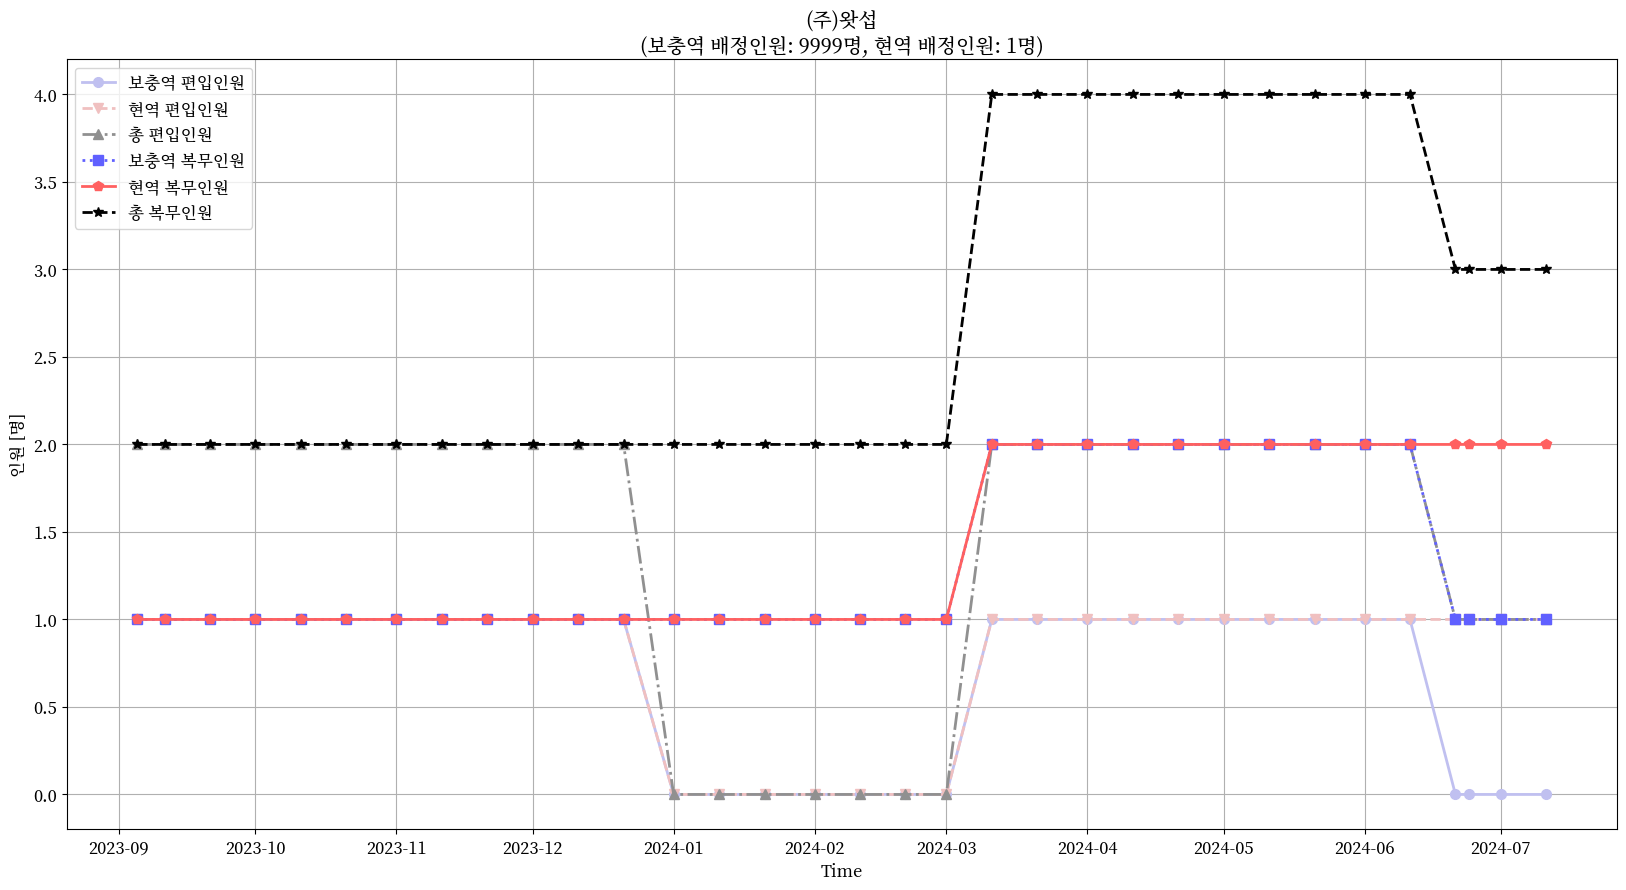 (주)왓섭
(보충역 배정인원: 9999명, 현역 배정인원: 1명)
보충역 편입인원
현역 편입인원
총 편입인원
보충역 복무인원
현역 복무인원
총 복무인원
4.0
3.5
3.0
2.5
2.0
1.5
1.0
0.5
0.0
인원 [명]
2023-09 2023-10 2023-11 2023-12 2024-01 2024-02 2024-03 2024-04 2024-05 2024-06 2024-07
Time